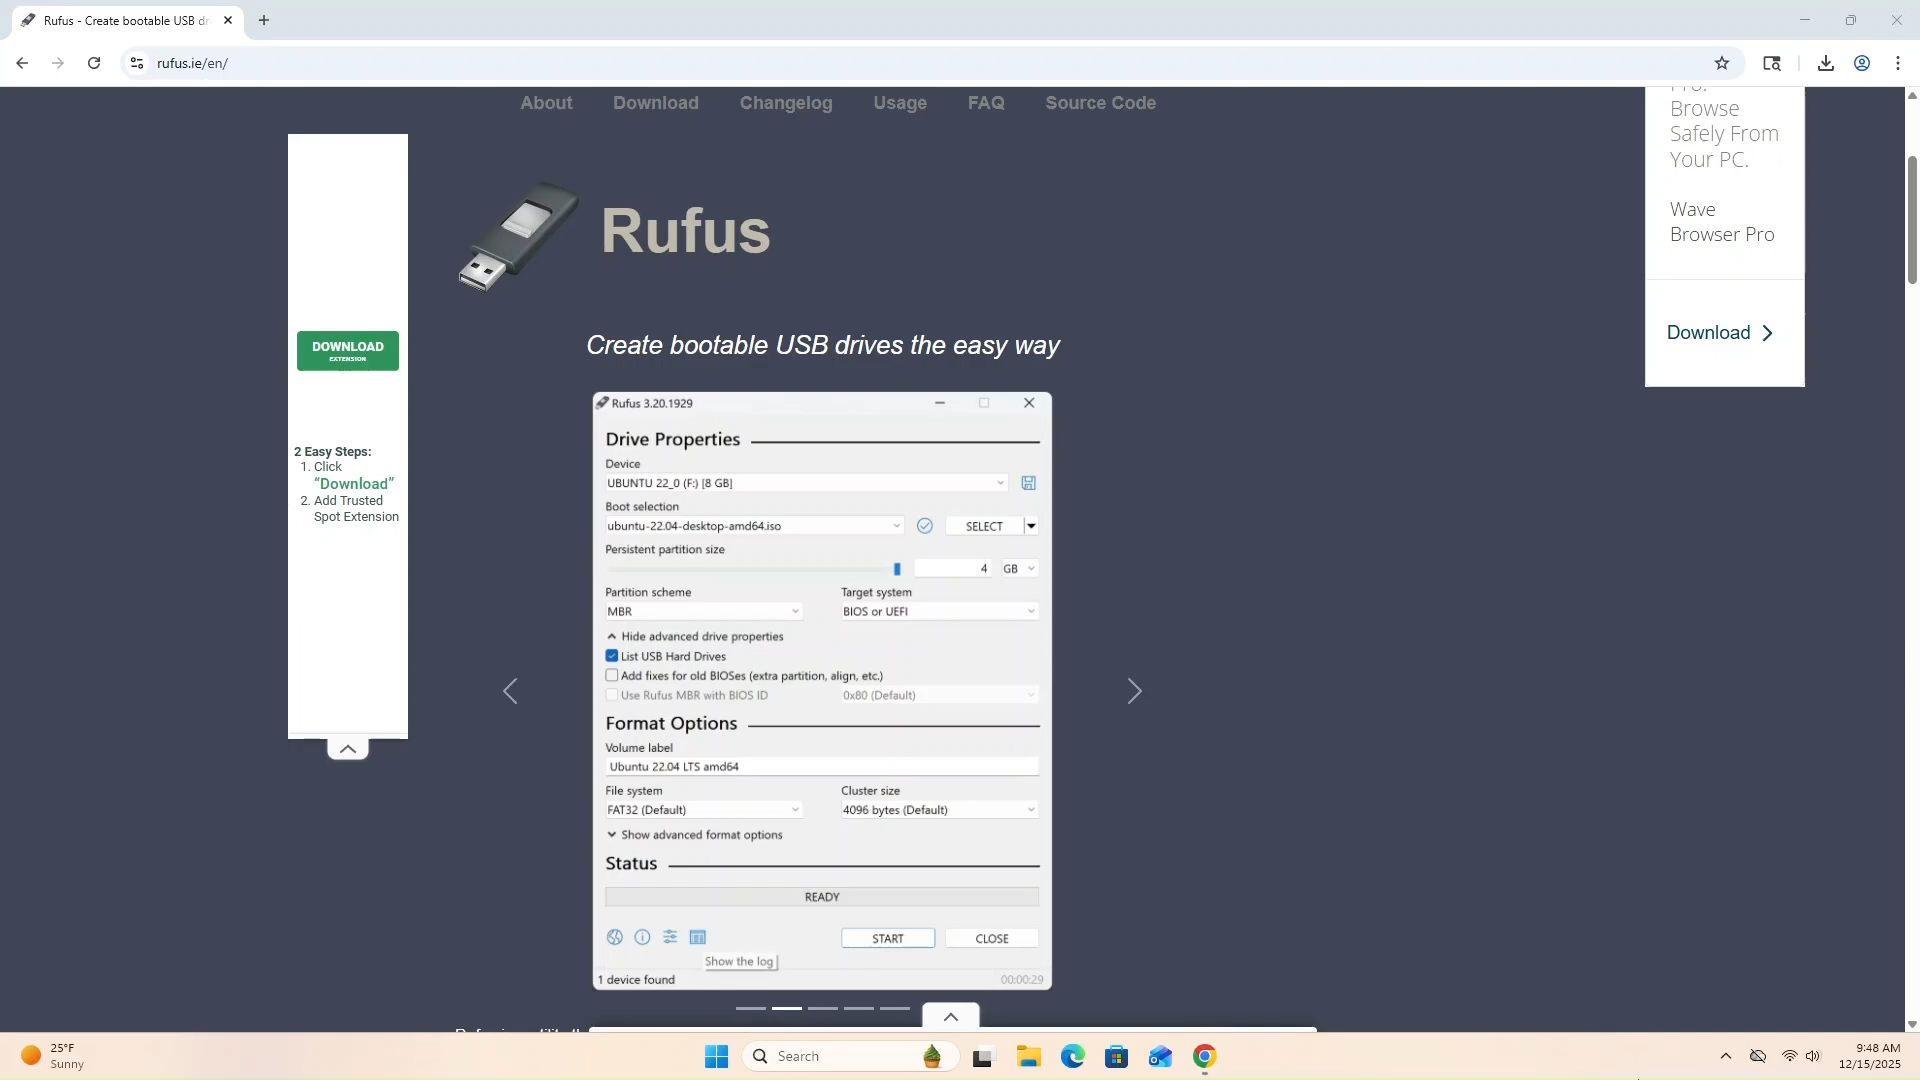 Rufus - Create bootable USB dr
rufus.ie/en/
About Download Changelog Usage FAQ Source Code
Browse
Safely From
Your PC.
Wave
Browser Pro
Download
DOWNLOAD
EXTENSION
2 Easy Steps:
1. Click
“Download”
2. Add Trusted
Spot Extension
Rufus
Create bootable USB drives the easy way
Rufus 3.20.1929
Drive Properties
Device
UBUNTU 22_0 (F:) [8 GB]
Boot selection
ubuntu-22.04-desktop-amd64.iso SELECT
Persistent partition size
4 GB
Partition scheme Target system
MBR BIOS or UEFI
Hide advanced drive properties
List USB Hard Drives
Add fixes for old BIOSes (extra partition, align, etc.)
Use Rufus MBR with BIOS ID 0x80 (Default)
Format Options
Volume label
Ubuntu 22.04 LTS amd64
File system Cluster size
FAT32 (Default) 4096 bytes (Default)
Show advanced format options
Status
READY
START CLOSE
Show the log
1 device found 00:00:29
25°F
Sunny
Search
9:48 AM
12/15/2025